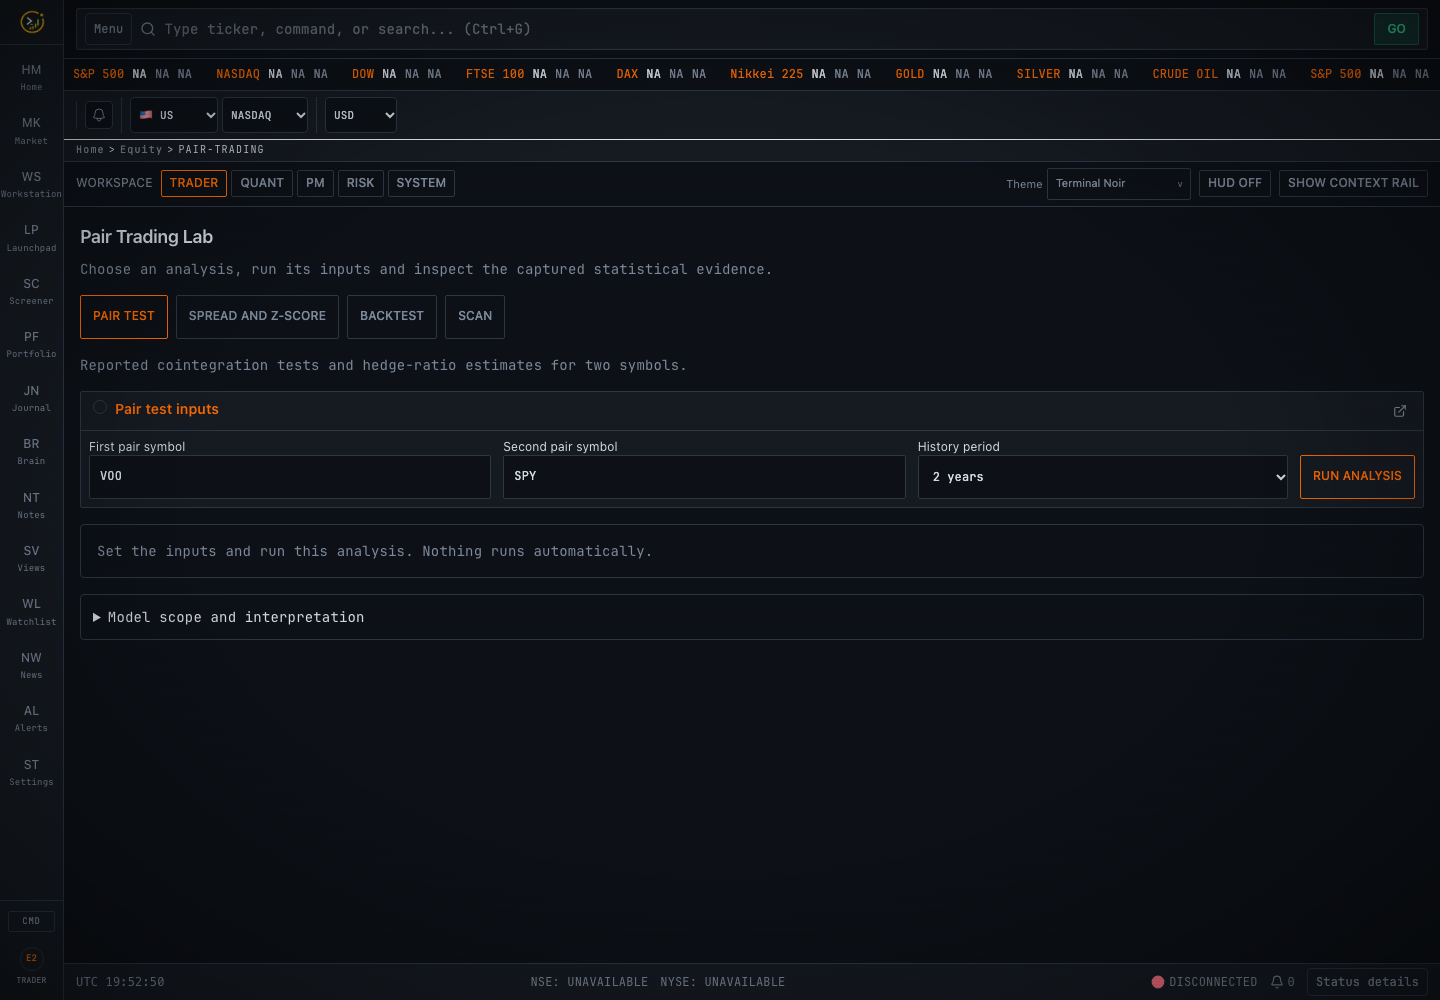 Menu Type ticker, command, or search... (Ctrl+G) GO
S&P 500 NA NA NA NASDAQ NA NA NA DOW NA NA NA FTSE 100 NA NA NA DAX NA NA NA Nikkei 225 NA NA NA GOLD NA NA NA SILVER NA NA NA CRUDE OIL NA NA NA S&P 500 NA NA NA
US NASDAQ USD
Home > Equity > PAIR-TRADING
WORKSPACE TRADER QUANT PM RISK SYSTEM Theme Terminal Noir v HUD OFF SHOW CONTEXT RAIL
HM
Home
MK
Market
WS
Workstation
LP
Launchpad
SC
Screener
PF
Portfolio
JN
Journal
BR
Brain
NT
Notes
SV
Views
WL
Watchlist
NW
News
AL
Alerts
ST
Settings
CMD
E2
TRADER
Pair Trading Lab
Choose an analysis, run its inputs and inspect the captured statistical evidence.
PAIR TEST SPREAD AND Z-SCORE BACKTEST SCAN
Reported cointegration tests and hedge-ratio estimates for two symbols.
Pair test inputs
First pair symbol Second pair symbol History period
VOO SPY 2 years RUN ANALYSIS
Set the inputs and run this analysis. Nothing runs automatically.
Model scope and interpretation
UTC 19:52:50 NSE: UNAVAILABLE NYSE: UNAVAILABLE DISCONNECTED 0 Status details